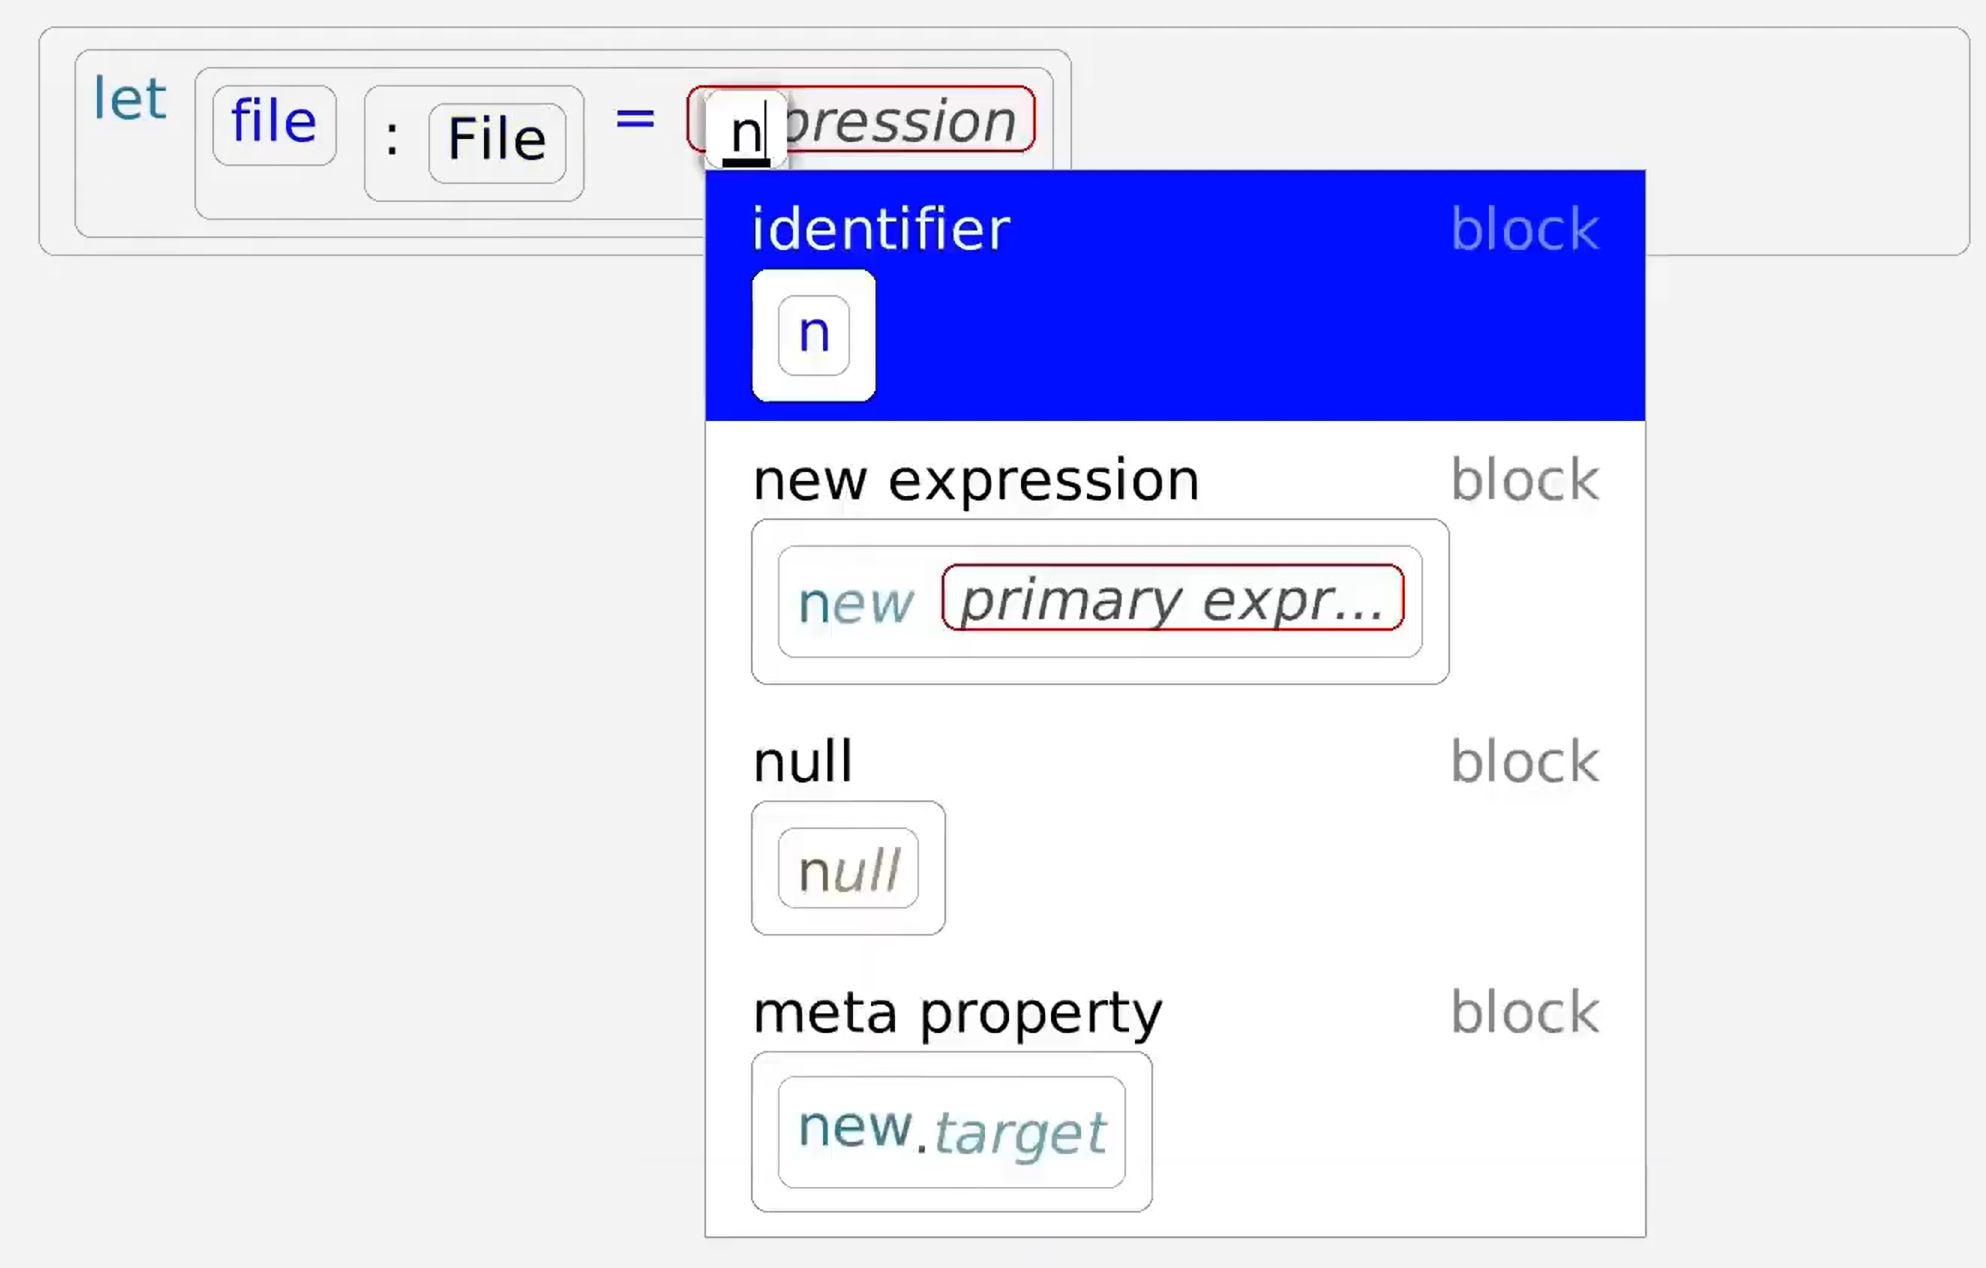 let file : File = n pression
identifier block
n
new expression block
new primary expr...
null block
null
meta property block
new.target